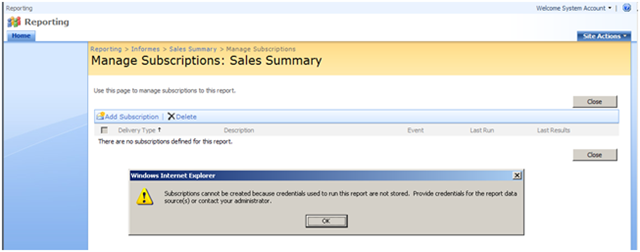 Reporting
Welcome System Account
Reporting
Home
Site Actions
Reporting > Informes > Sales Summary > Manage Subscriptions
Manage Subscriptions: Sales Summary
Use this page to manage subscriptions to this report.
Close
Add Subscription | Delete
Delivery Type ↑ Description Event Last Run Last Results
There are no subscriptions defined for this report.
Close
Windows Internet Explorer
Subscriptions cannot be created because credentials used to run this report are not stored. Provide credentials for the report data
source(s) or contact your administrator.
OK